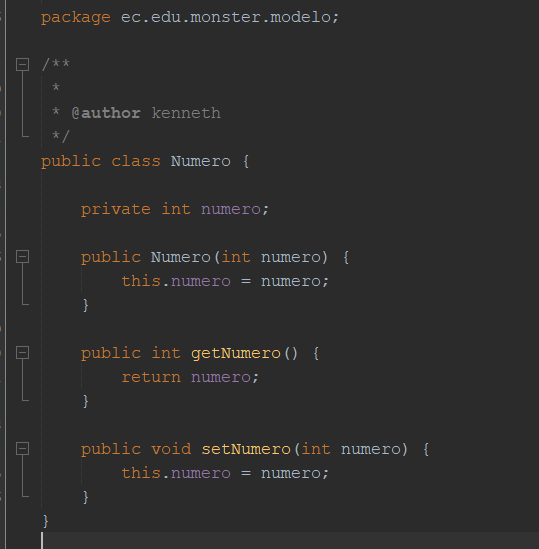 package ec.edu.monster.modelo;
/**
*
* @author kenneth
*/
public class Numero {
private int numero;
public Numero(int numero) {
this.numero = numero;
}
public int getNumero() {
return numero;
}
public void setNumero(int numero) {
this.numero = numero;
}
}